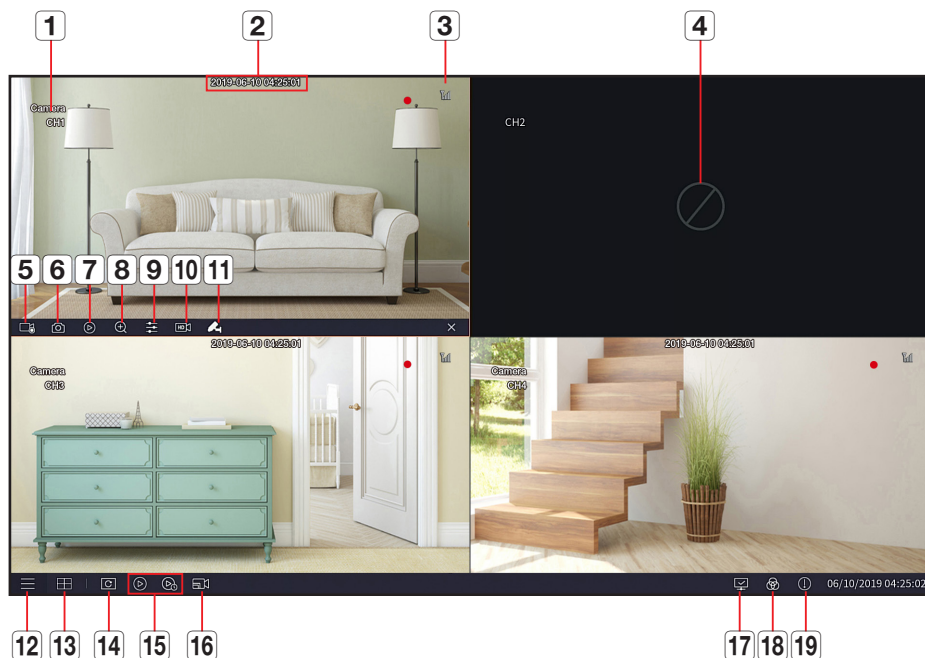 1 2 3 4
2019-06-10 04:25:01
Camera
CH1
CH2
5 6 7 8 9 10 11
HD
2019-06-10 04:25:01
Camera
CH3
2019-06-10 04:25:01
Camera
CH4
06/10/2019 04:25:02
12 13 14 15 16 17 18 19